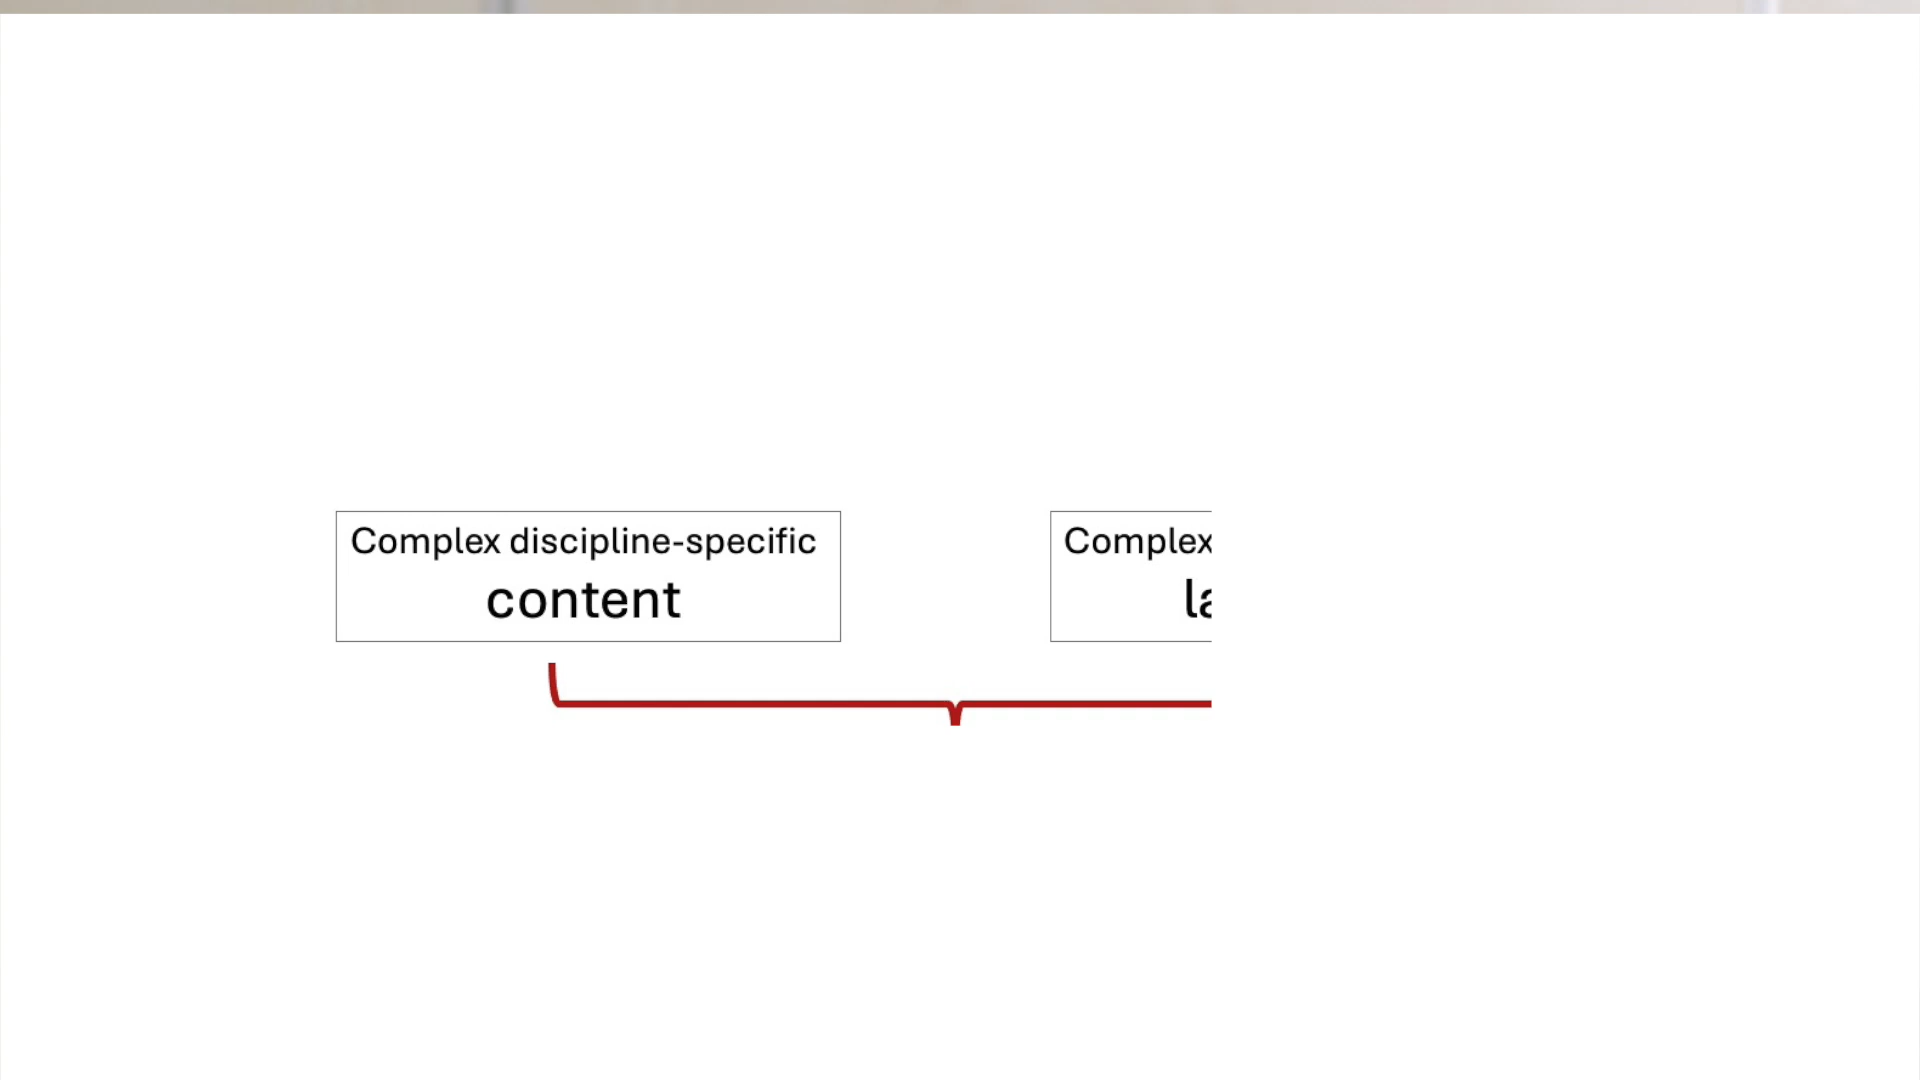 Complex discipline-specific
content
Complex